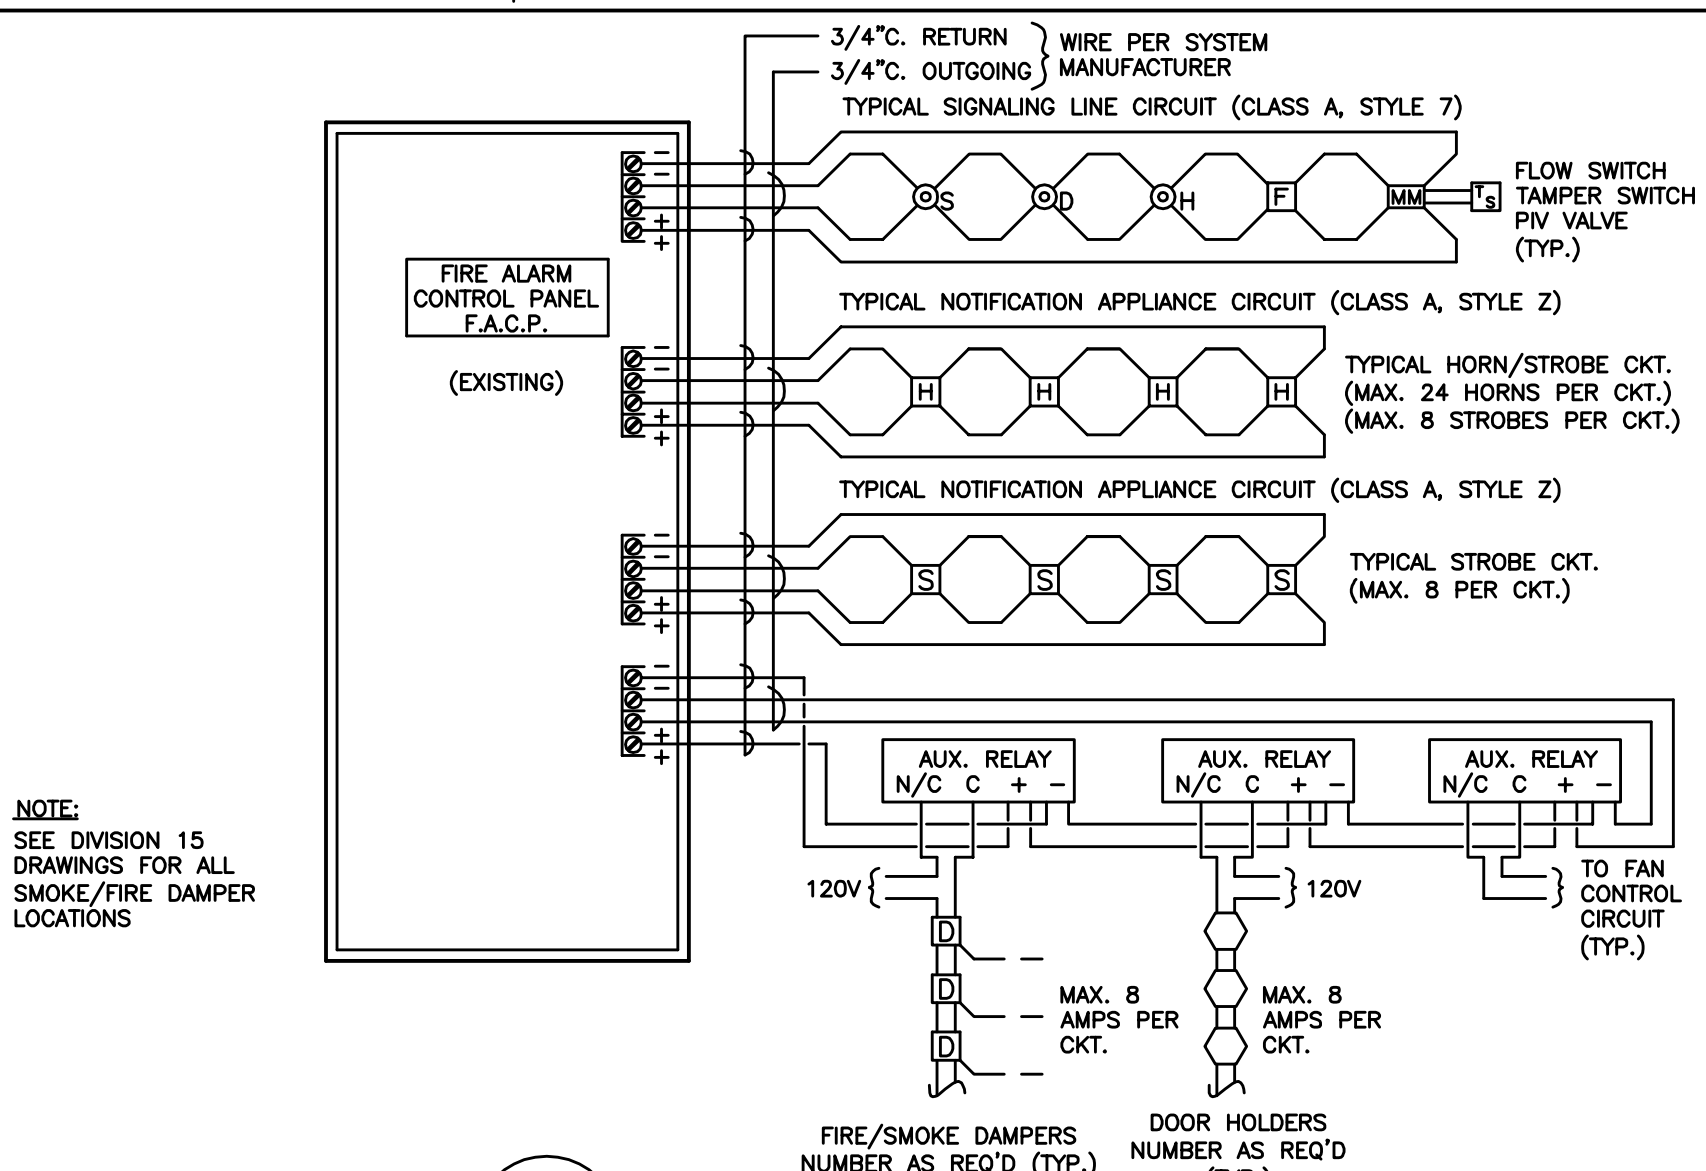 3/4"C. RETURN
3/4"C. OUTGOING
WIRE PER SYSTEM
MANUFACTURER
TYPICAL SIGNALING LINE CIRCUIT (CLASS A, STYLE 7)
− −
+ +
S D H F MM TS
FLOW SWITCH
TAMPER SWITCH
PIV VALVE
(TYP.)
FIRE ALARM
CONTROL PANEL
F.A.C.P.
(EXISTING)
TYPICAL NOTIFICATION APPLIANCE CIRCUIT (CLASS A, STYLE Z)
− −
+ +
H H H H
TYPICAL HORN/STROBE CKT.
(MAX. 24 HORNS PER CKT.)
(MAX. 8 STROBES PER CKT.)
TYPICAL NOTIFICATION APPLIANCE CIRCUIT (CLASS A, STYLE Z)
− −
+ +
S S S S
TYPICAL STROBE CKT.
(MAX. 8 PER CKT.)
− −
+ +
AUX. RELAY
N/C C + −
AUX. RELAY
N/C C + −
AUX. RELAY
N/C C + −
NOTE:
SEE DIVISION 15
DRAWINGS FOR ALL
SMOKE/FIRE DAMPER
LOCATIONS
120V
120V
TO FAN
CONTROL
CIRCUIT
(TYP.)
D
D
D
MAX. 8
AMPS PER
CKT.
MAX. 8
AMPS PER
CKT.
FIRE/SMOKE DAMPERS
NUMBER AS REQ'D (TYP.)
DOOR HOLDERS
NUMBER AS REQ'D
(TYP.)